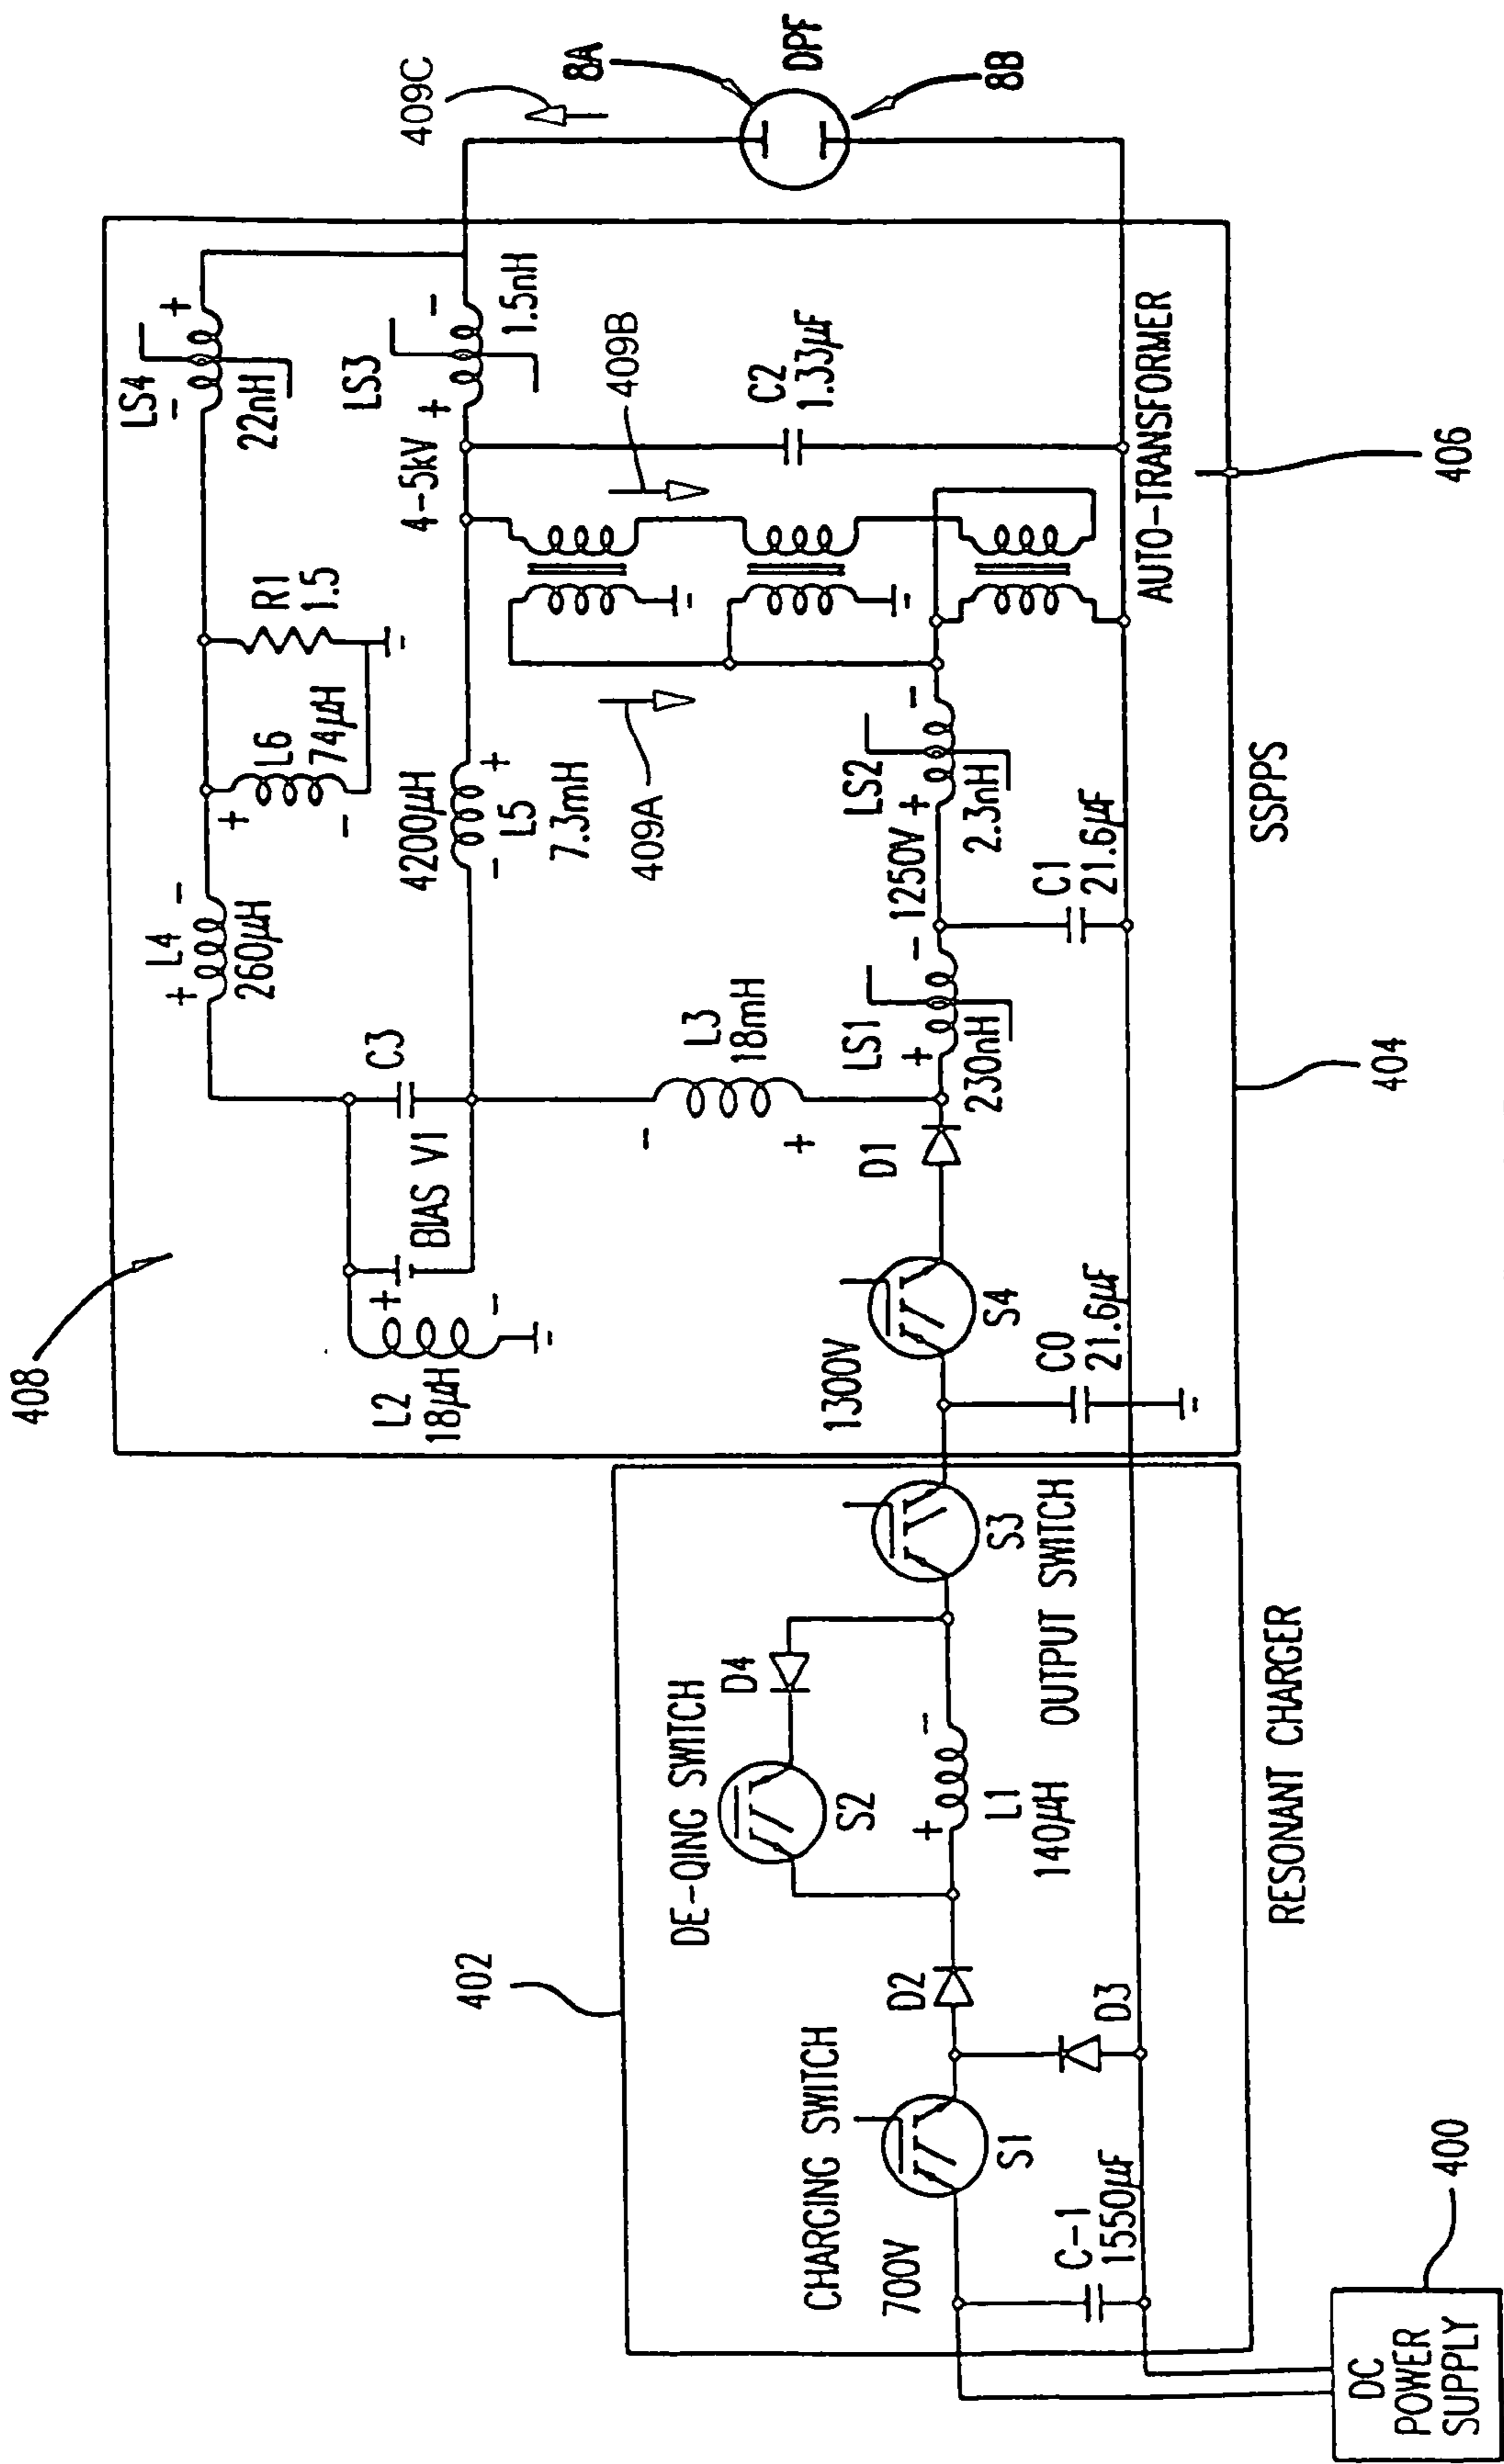 408
L2
18μH
BIAS V1
C3
L4
260μH
L6
74μH
R1
1.5
LS4
22nH
409C
L3
18mH
4200μH
L5
7.3mH
4-5kV
LS3
1.5nH
409A
409B
C2
1.33μF
8A
DPF
8B
1300V
S4
C0
21.6μF
D1
LS1
230nH
1250V
C1
21.6μF
LS2
2.3nH
AUTO-TRANSFORMER
406
SSPPS
404
402
DE-QING SWITCH
S2
D4
CHARGING SWITCH
700V
S1
D2
D3
L1
140μH
S3
OUTPUT SWITCH
C-1
1550μF
RESONANT CHARGER
DC
POWER
SUPPLY
400
+
-
+
-
+
-
-
+
-
+
-
+
+
-
-
+
+
-
+
-
+
-